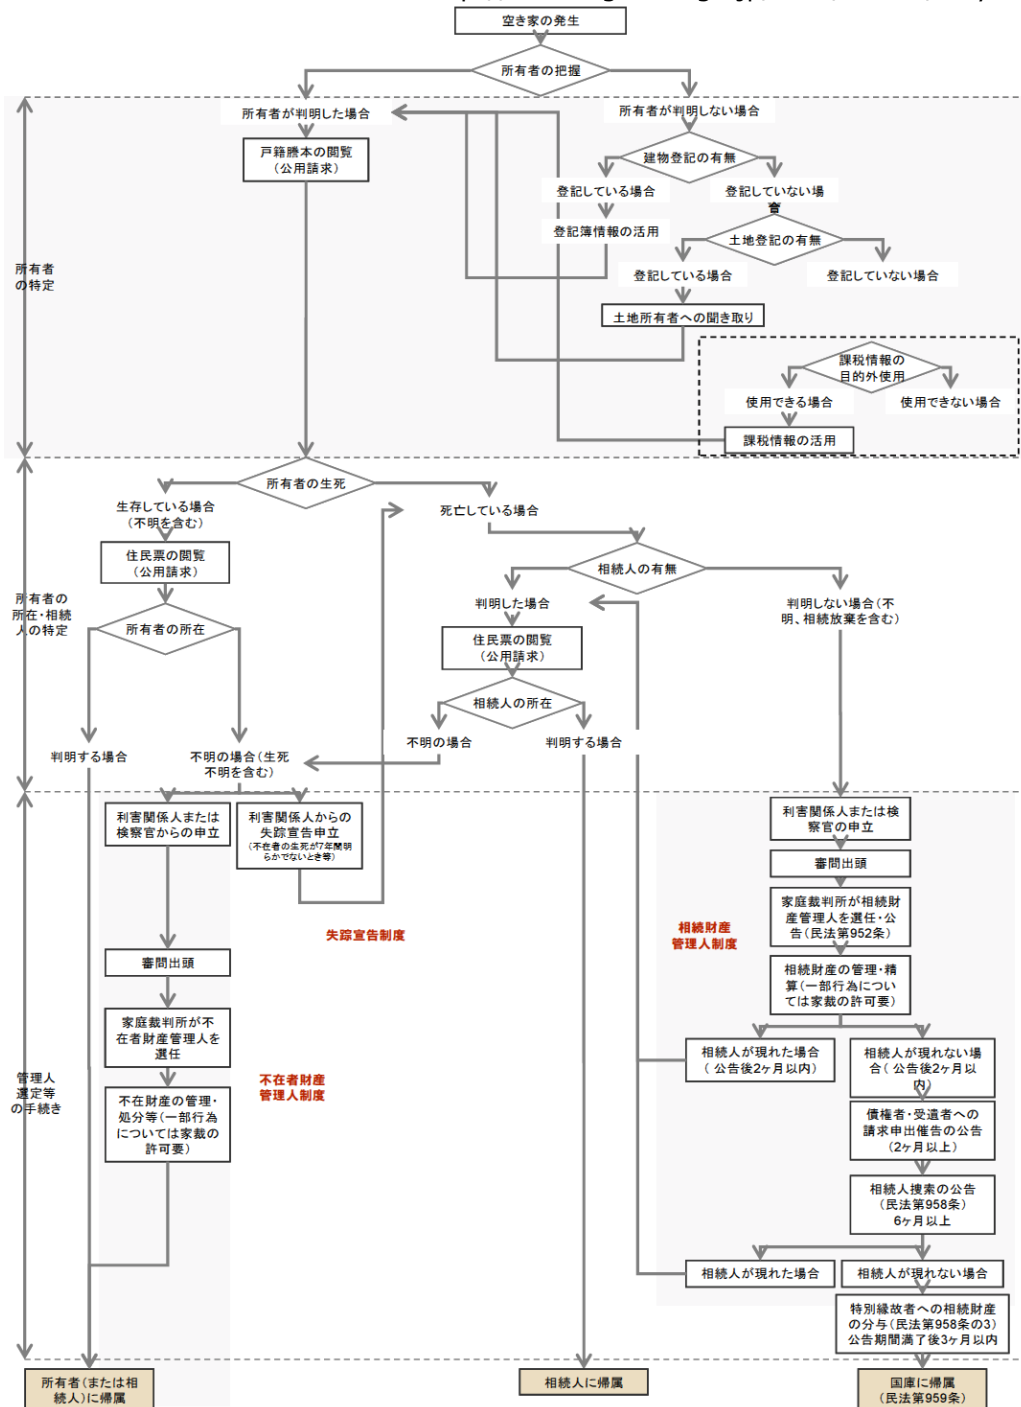 空き家の発生
所有者の把握
所有者が判明した場合
所有者が判明しない場合
戸籍謄本の閲覧
(公用請求)
建物登記の有無
登記している場合
登記していない場
合
登記簿情報の活用
土地登記の有無
所有者
の特定
登記している場合
登記していない場合
土地所有者への聞き取り
課税情報の
目的外使用
使用できる場合
使用できない場合
課税情報の活用
所有者の生死
生存している場合
(不明を含む)
死亡している場合
住民票の閲覧
(公用請求)
相続人の有無
所有者の
所在・相続
人の特定
所有者の所在
判明した場合
判明しない場合(不
明、相続放棄を含む)
住民票の閲覧
(公用請求)
相続人の所在
判明する場合
不明の場合(生死
不明を含む)
不明の場合
判明する場合
利害関係人または
検察官からの申立
利害関係人からの
失踪宣告申立
(不在者の生死が7年間明
らかでないとき等)
利害関係人または検
察官の申立
審問出頭
家庭裁判所が相続財
産管理人を選任・公
告(民法第952条)
失踪宣告制度
相続財産
管理人制度
審問出頭
相続財産の管理・精
算(一部行為につい
ては家裁の許可要)
家庭裁判所が不
在者財産管理人を
選任
相続人が現れた場合
(公告後2ヶ月以内)
相続人が現れない場
合(公告後2ヶ月以
内)
管理人
選定等
の手続き
不在者財産
管理人制度
不在財産の管理・
処分等(一部行為
については家裁の
許可要)
債権者・受遺者への
請求申出催告の公告
(2ヶ月以上)
相続人捜索の公告
(民法第958条)
6ヶ月以上
相続人が現れた場合
相続人が現れない場合
特別縁故者への相続財産
の分与(民法第958条の3)
公告期間満了後3ヶ月以内
所有者(または相
続人)に帰属
相続人に帰属
国庫に帰属
(民法第959条)